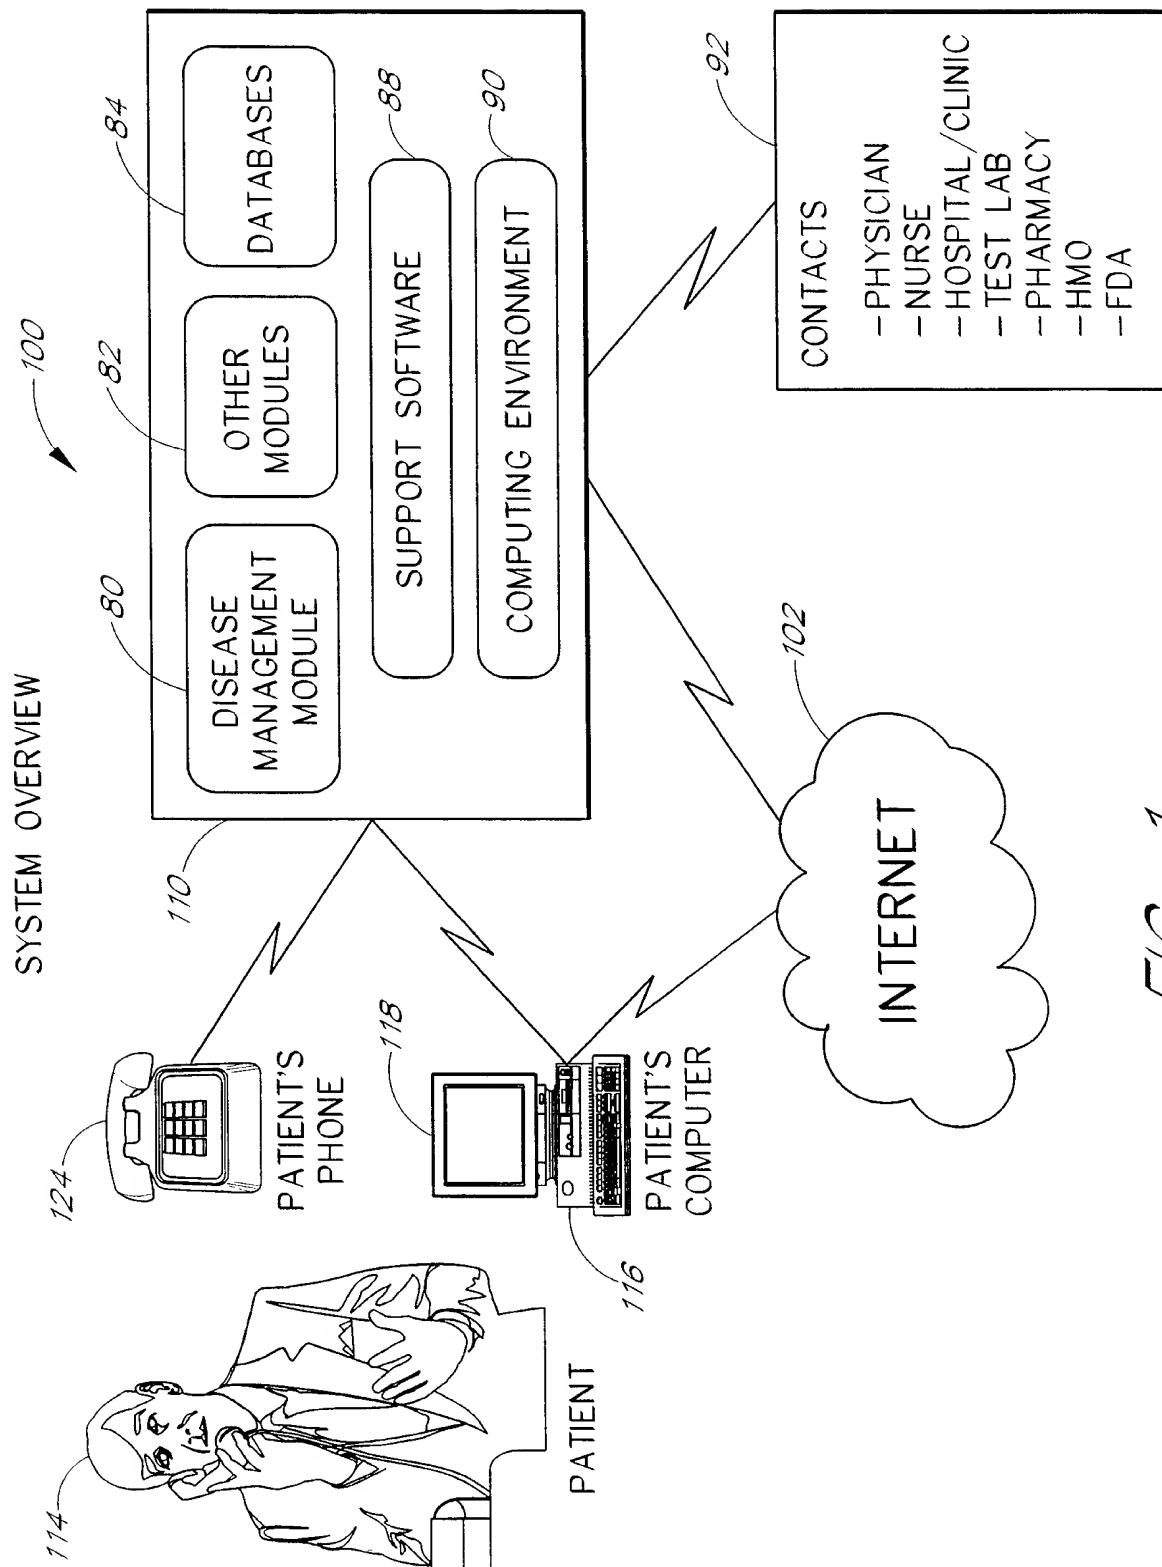 SYSTEM OVERVIEW
100
114
PATIENT
124
PATIENT'S
PHONE
118
116
PATIENT'S
COMPUTER
110
80
DISEASE
MANAGEMENT
MODULE
82
OTHER
MODULES
84
DATABASES
88
SUPPORT SOFTWARE
90
COMPUTING ENVIRONMENT
102
INTERNET
92
CONTACTS
-PHYSICIAN
-NURSE
-HOSPITAL/CLINIC
-TEST LAB
-PHARMACY
-HMO
-FDA